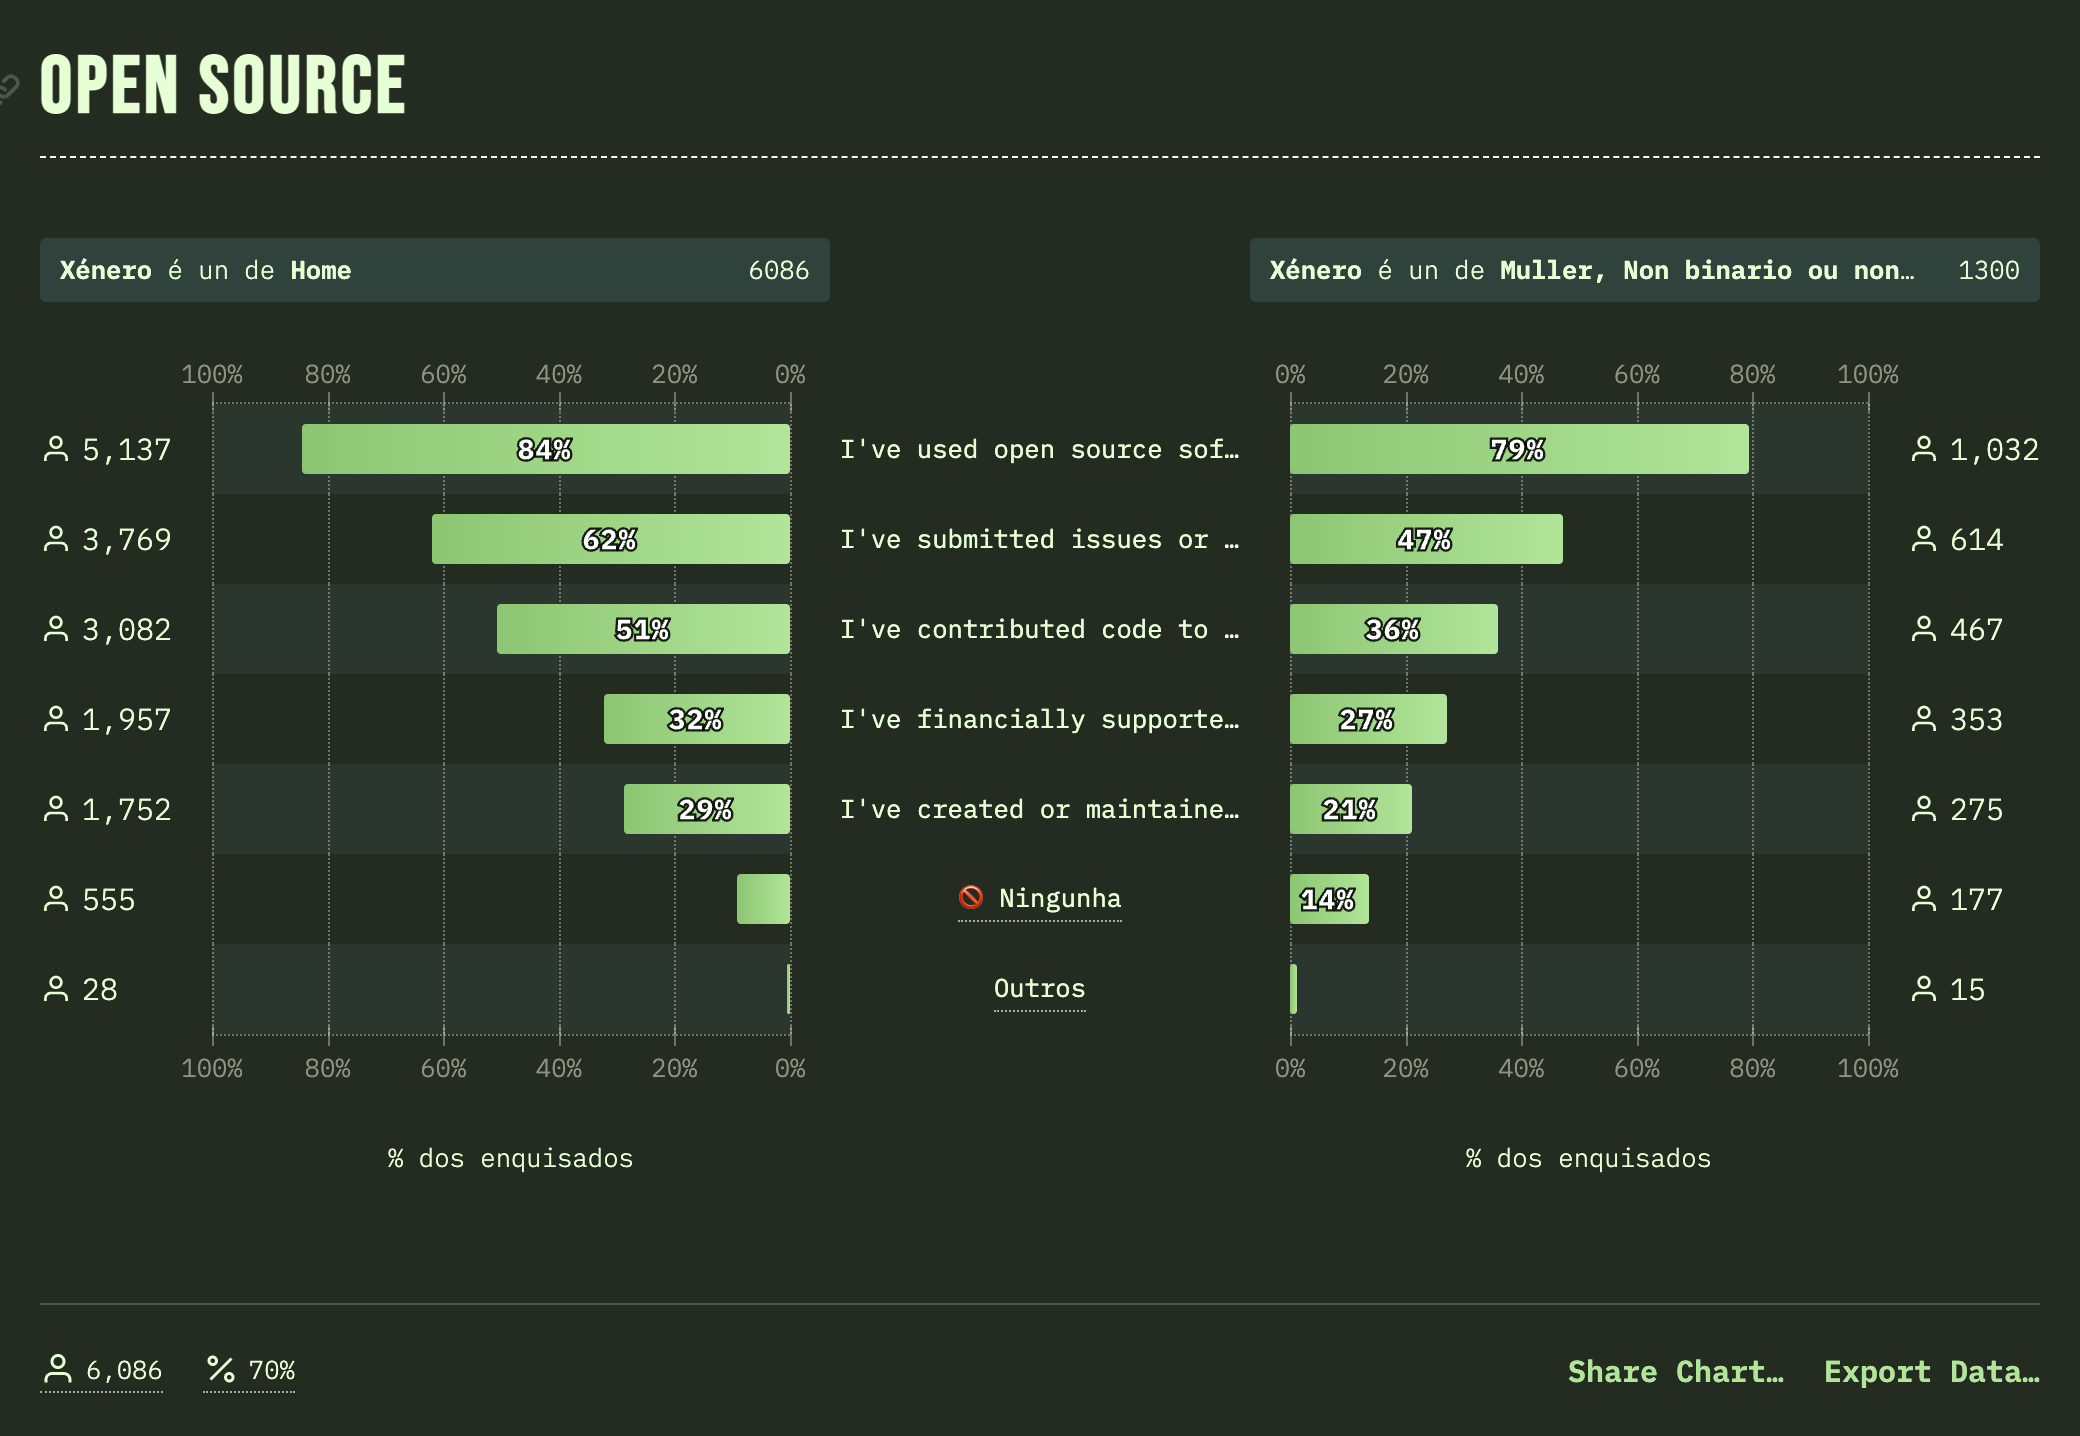 OPEN SOURCE
Xénero é un de Home 6086
Xénero é un de Muller, Non binario ou non… 1300
100% 80% 60% 40% 20% 0%
0% 20% 40% 60% 80% 100%
5,137 84% I've used open source sof… 79% 1,032
3,769 62% I've submitted issues or … 47% 614
3,082 51% I've contributed code to … 36% 467
1,957 32% I've financially supporte… 27% 353
1,752 29% I've created or maintaine… 21% 275
555 Ningunha 14% 177
28 Outros 15
100% 80% 60% 40% 20% 0%
0% 20% 40% 60% 80% 100%
% dos enquisados
% dos enquisados
6,086 70%
Share Chart… Export Data…